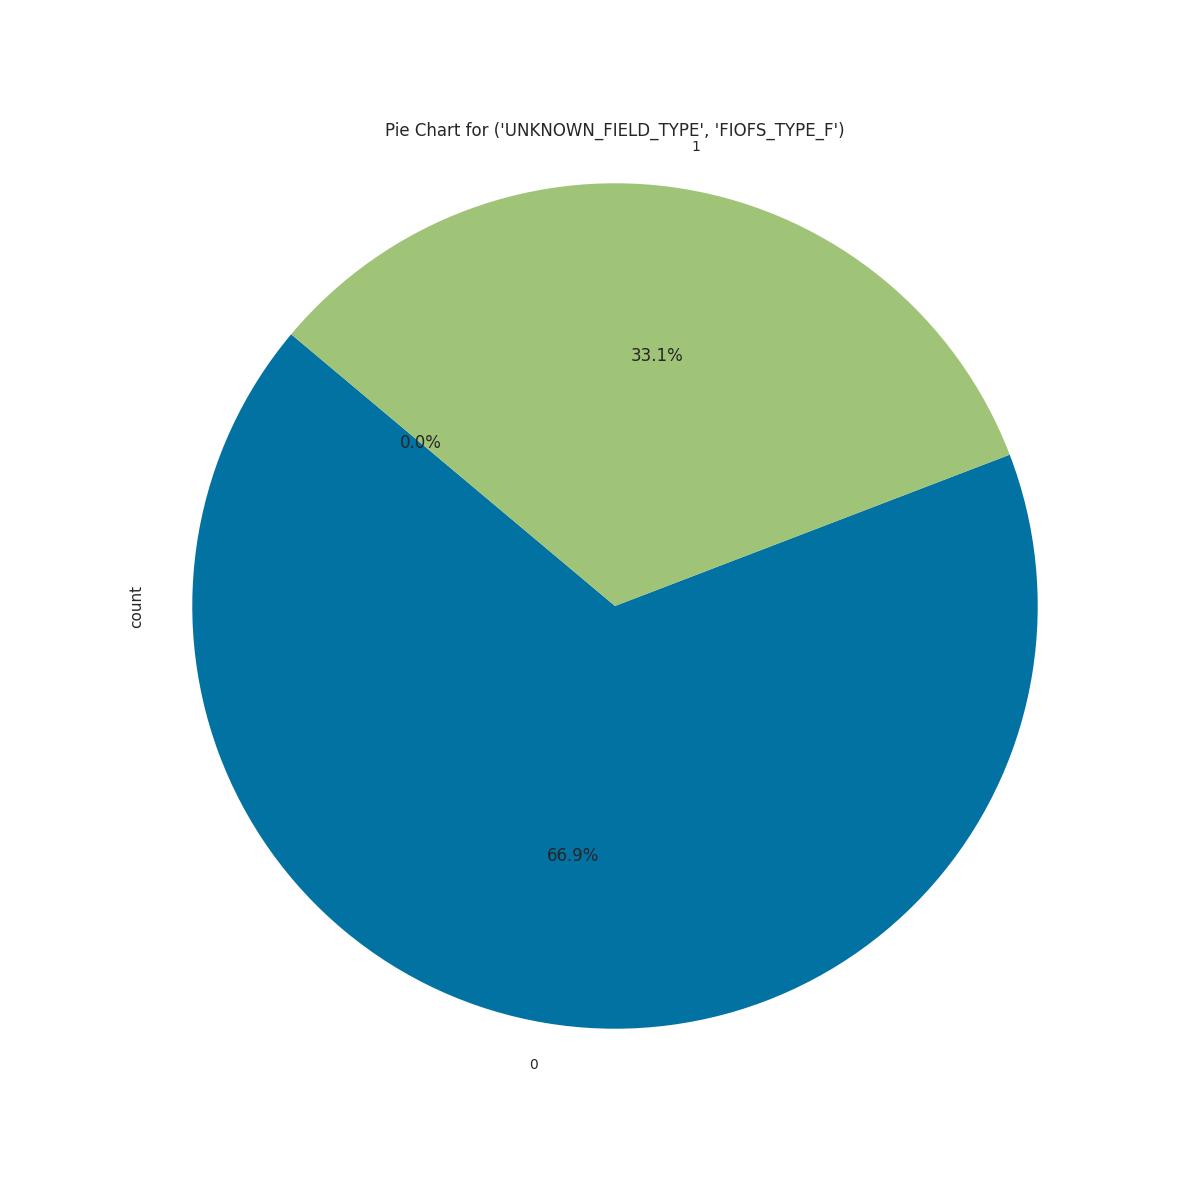 Pie Chart for ('UNKNOWN_FIELD_TYPE', 'FIOFS_TYPE_F')
1
33.1%
0.0%
count
66.9%
0